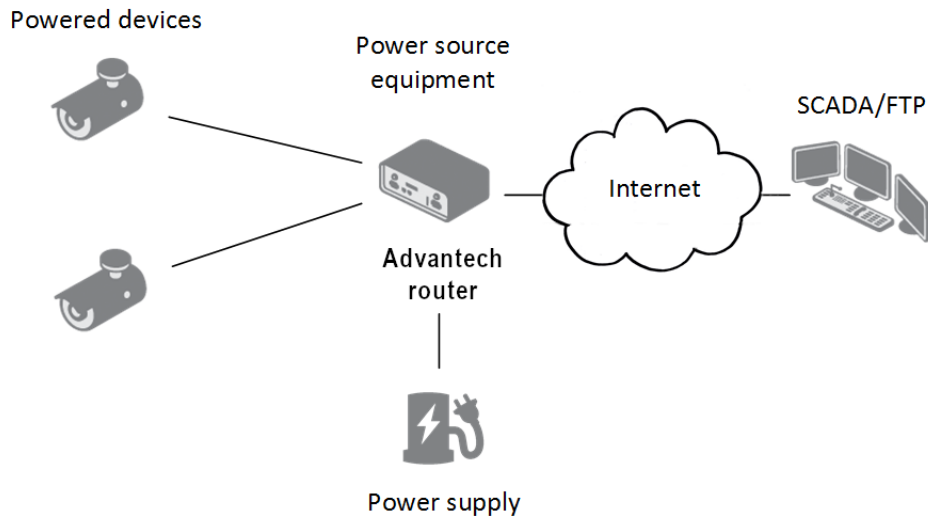 Powered devices
Power source
equipment
SCADA/FTP
Internet
Advantech
router
Power supply